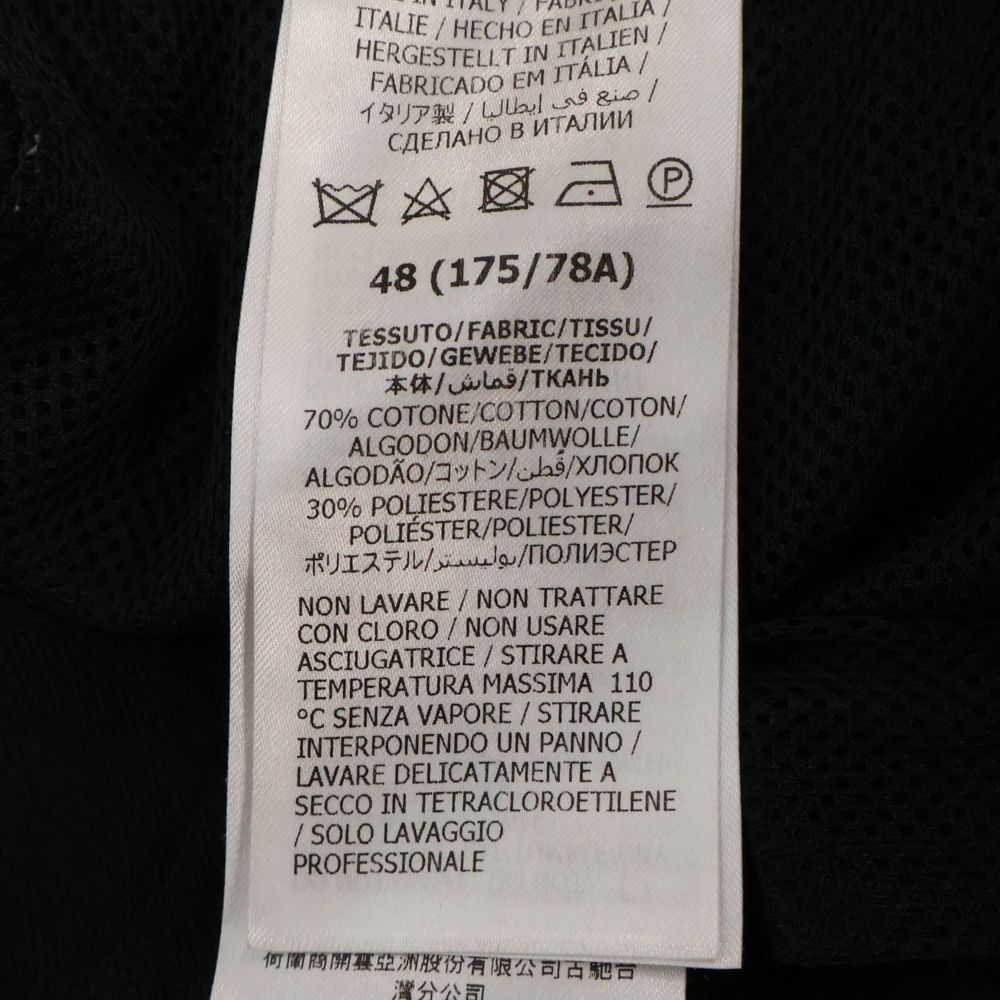 IN ITALY /
ITALIE / HECHO EN ITALIA /
HERGESTELLT IN ITALIEN /
FABRICADO EM ITÁLIA /
イタリア製 / صنع في إيطاليا /
СДЕЛАНО В ИТАЛИИ
P
48 (175/78A)
TESSUTO/FABRIC/TISSU/
TEJIDO/GEWEBE/TECIDO/
本体/قماش/ТКАНЬ
70% COTONE/COTTON/COTON/
ALGODON/BAUMWOLLE/
ALGODÃO/コットン/قُطن/ХЛОПОК
30% POLIESTERE/POLYESTER/
POLIÉSTER/POLIESTER/
ポリエステル/بوليستر/ПОЛИЭСТЕР
NON LAVARE / NON TRATTARE
CON CLORO / NON USARE
ASCIUGATRICE / STIRARE A
TEMPERATURA MASSIMA 110
°C SENZA VAPORE / STIRARE
INTERPONENDO UN PANNO /
LAVARE DELICATAMENTE A
SECCO IN TETRACLOROETILENE
/ SOLO LAVAGGIO
PROFESSIONALE
荷蘭商開雲亞洲股份有限公司古馳台
灣分公司